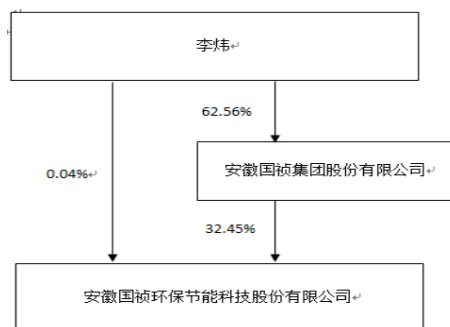 李炜
62.56%
安徽国祯集团股份有限公司
0.04%
32.45%
安徽国祯环保节能科技股份有限公司